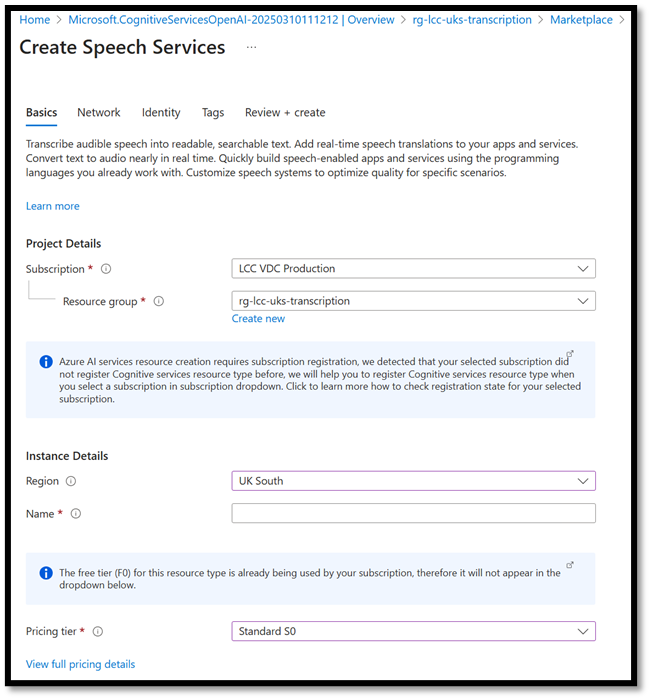 Home > Microsoft.CognitiveServicesOpenAI-20250310111212 | Overview > rg-lcc-uks-transcription > Marketplace >
Create Speech Services ...
Basics Network Identity Tags Review + create
Transcribe audible speech into readable, searchable text. Add real-time speech translations to your apps and services.
Convert text to audio nearly in real time. Quickly build speech-enabled apps and services using the programming
languages you already work with. Customize speech systems to optimize quality for specific scenarios.
Learn more
Project Details
Subscription * LCC VDC Production
Resource group * rg-lcc-uks-transcription
Create new
Azure AI services resource creation requires subscription registration, we detected that your selected subscription did
not register Cognitive services resource type before, we will help you to register Cognitive services resource type when
you select a subscription in subscription dropdown. Click to learn more how to check registration state for your selected
subscription.
Instance Details
Region UK South
Name *
The free tier (F0) for this resource type is already being used by your subscription, therefore it will not appear in the
dropdown below.
Pricing tier * Standard S0
View full pricing details